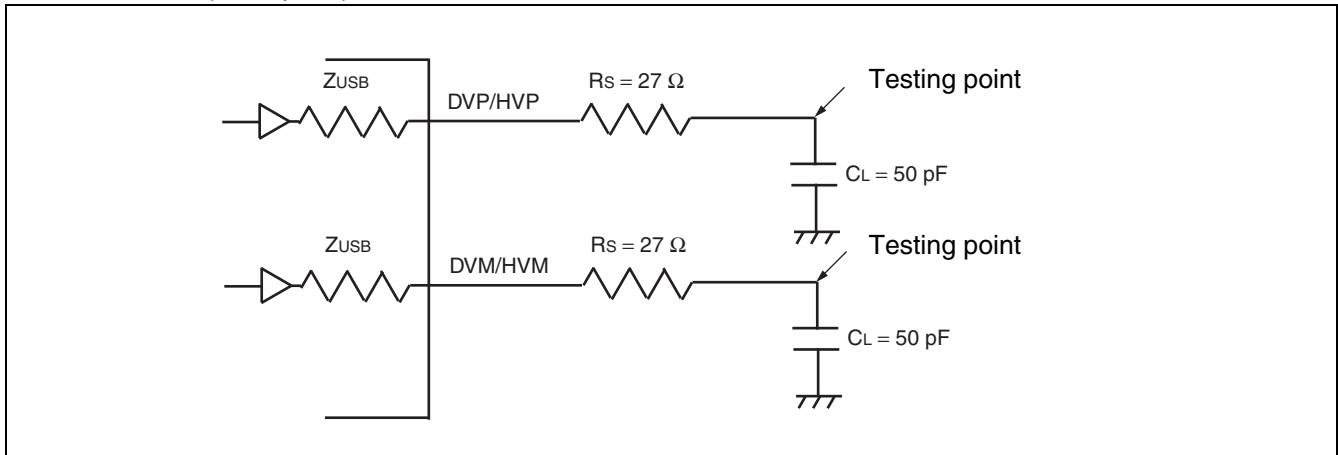 ZUSB
DVP/HVP
RS = 27 Ω
Testing point
CL = 50 pF
ZUSB
DVM/HVM
RS = 27 Ω
Testing point
CL = 50 pF